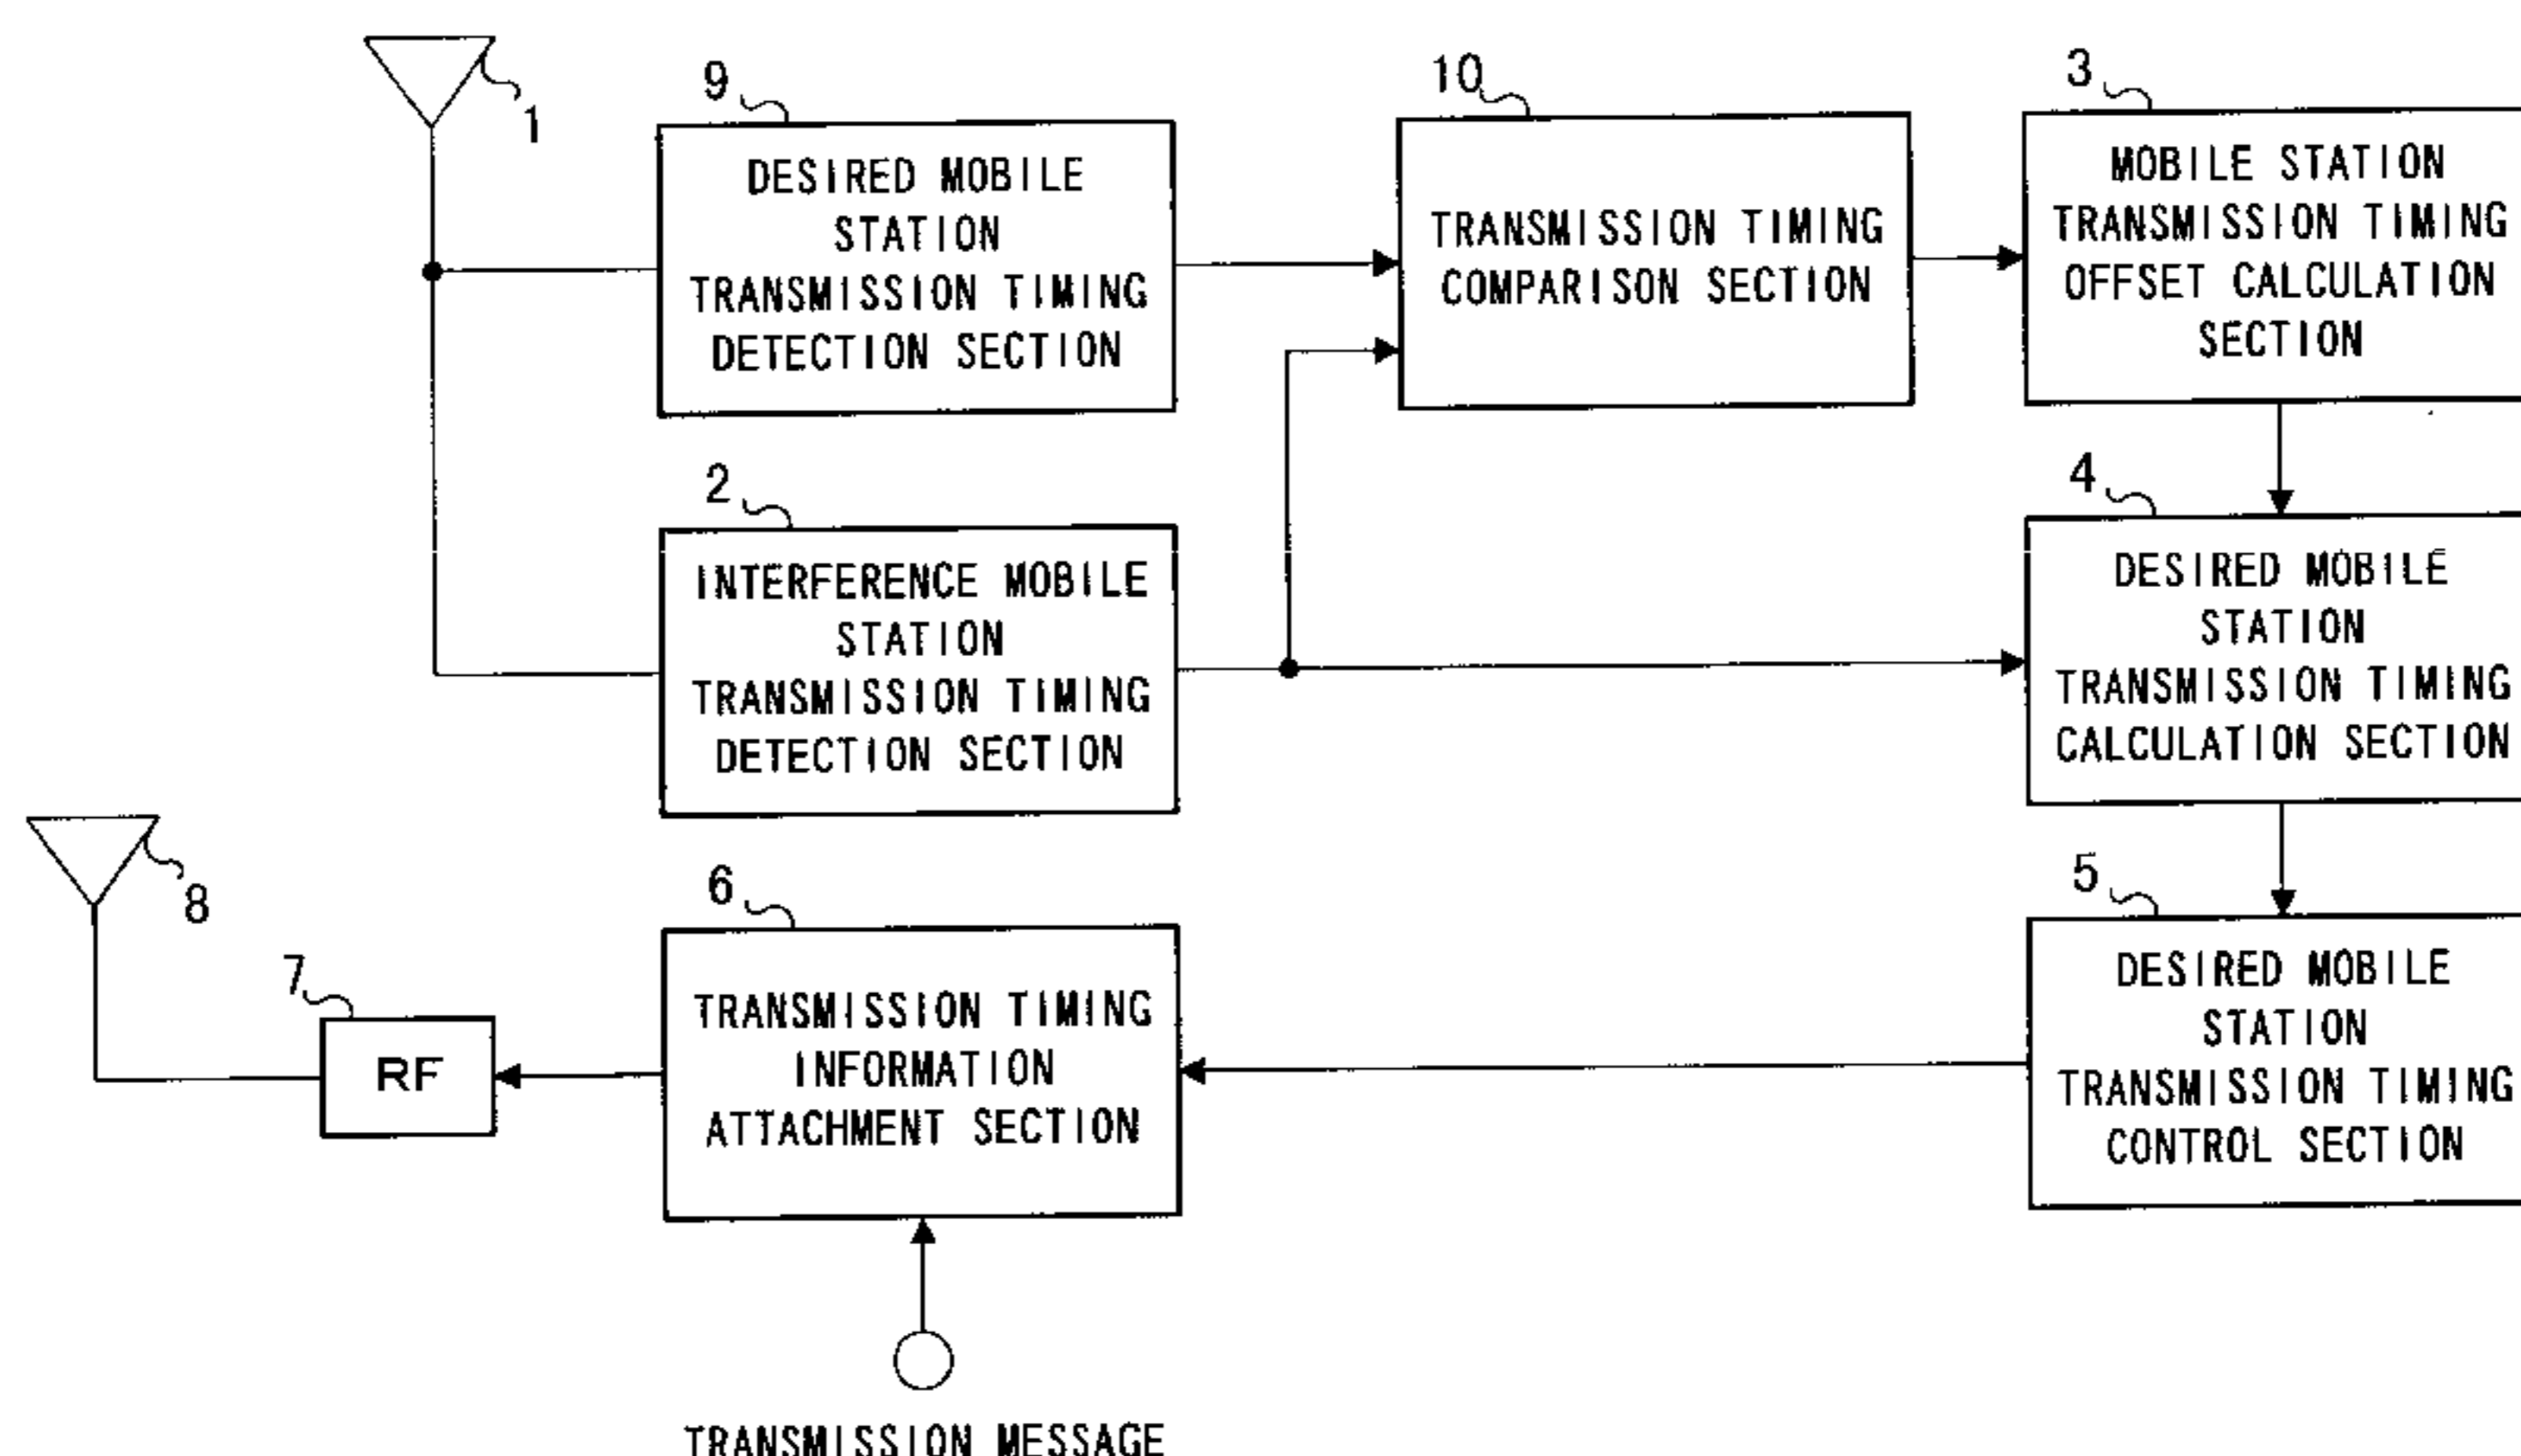 1
9
DESIRED MOBILE
STATION
TRANSMISSION TIMING
DETECTION SECTION
10
TRANSMISSION TIMING
COMPARISON SECTION
3
MOBILE STATION
TRANSMISSION TIMING
OFFSET CALCULATION
SECTION
2
INTERFERENCE MOBILE
STATION
TRANSMISSION TIMING
DETECTION SECTION
4
DESIRED MOBILE
STATION
TRANSMISSION TIMING
CALCULATION SECTION
8
7
RF
6
TRANSMISSION TIMING
INFORMATION
ATTACHMENT SECTION
5
DESIRED MOBILE
STATION
TRANSMISSION TIMING
CONTROL SECTION
TRANSMISSION MESSAGE